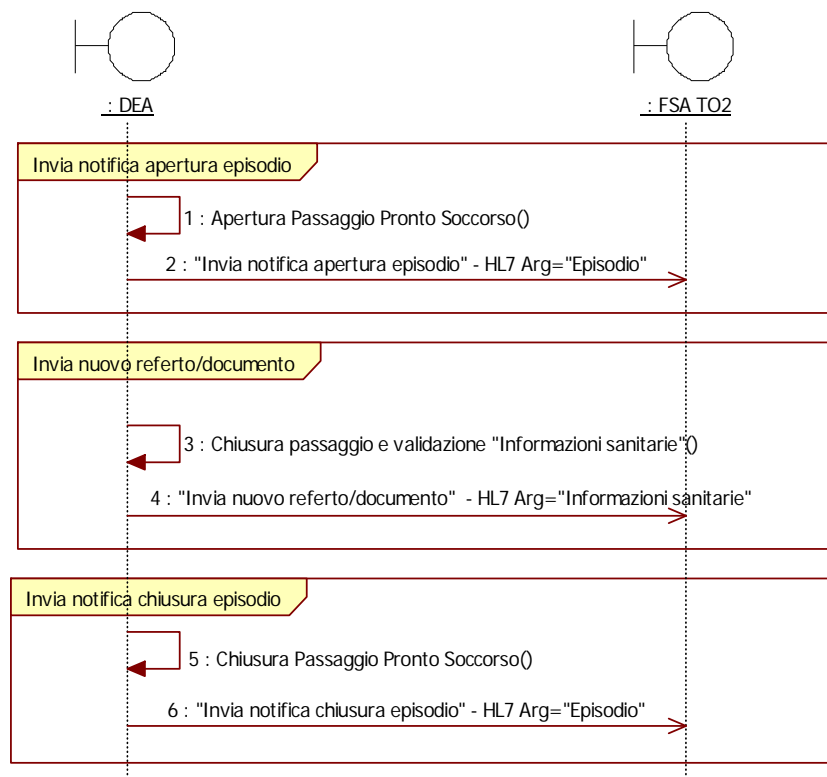 : DEA
: FSA TO2
Invia notifica apertura episodio
1 : Apertura Passaggio Pronto Soccorso()
2 : "Invia notifica apertura episodio" - HL7 Arg="Episodio"
Invia nuovo referto/documento
3 : Chiusura passaggio e validazione "Informazioni sanitarie"()
4 : "Invia nuovo referto/documento" - HL7 Arg="Informazioni sanitarie"
Invia notifica chiusura episodio
5 : Chiusura Passaggio Pronto Soccorso()
6 : "Invia notifica chiusura episodio" - HL7 Arg="Episodio"